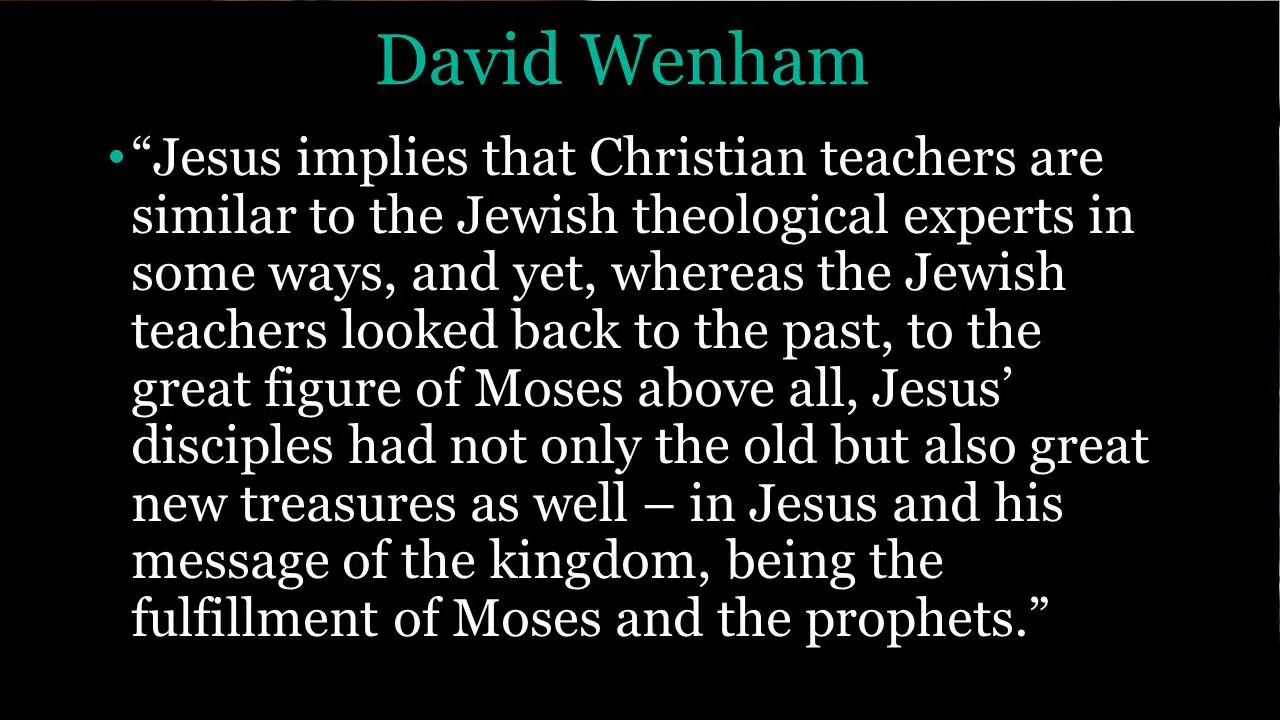 David Wenham
• “Jesus implies that Christian teachers are
similar to the Jewish theological experts in
some ways, and yet, whereas the Jewish
teachers looked back to the past, to the
great figure of Moses above all, Jesus’
disciples had not only the old but also great
new treasures as well – in Jesus and his
message of the kingdom, being the
fulfillment of Moses and the prophets.”